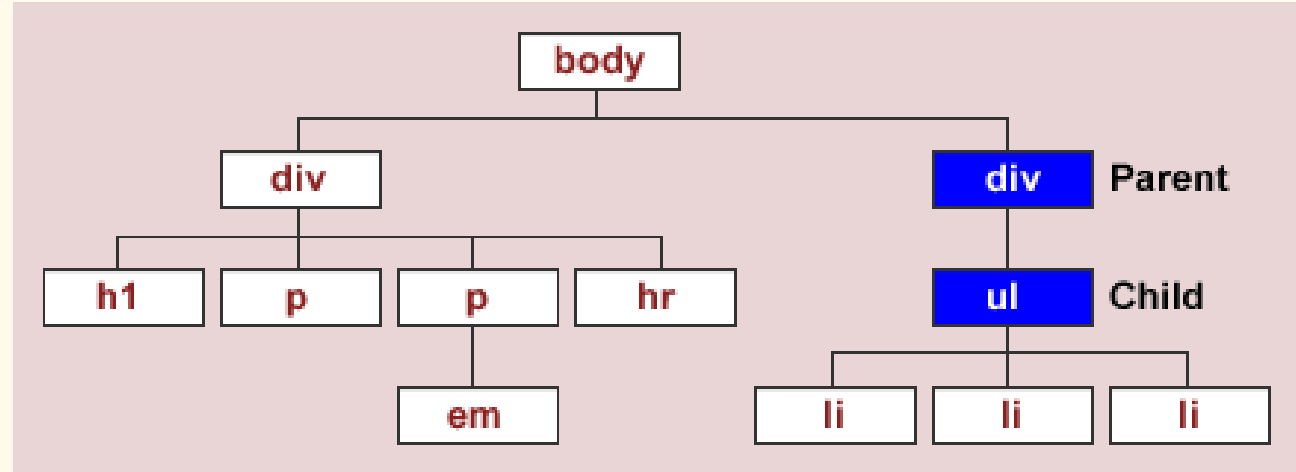 body
div
div Parent
h1 p p hr ul Child
em li li li